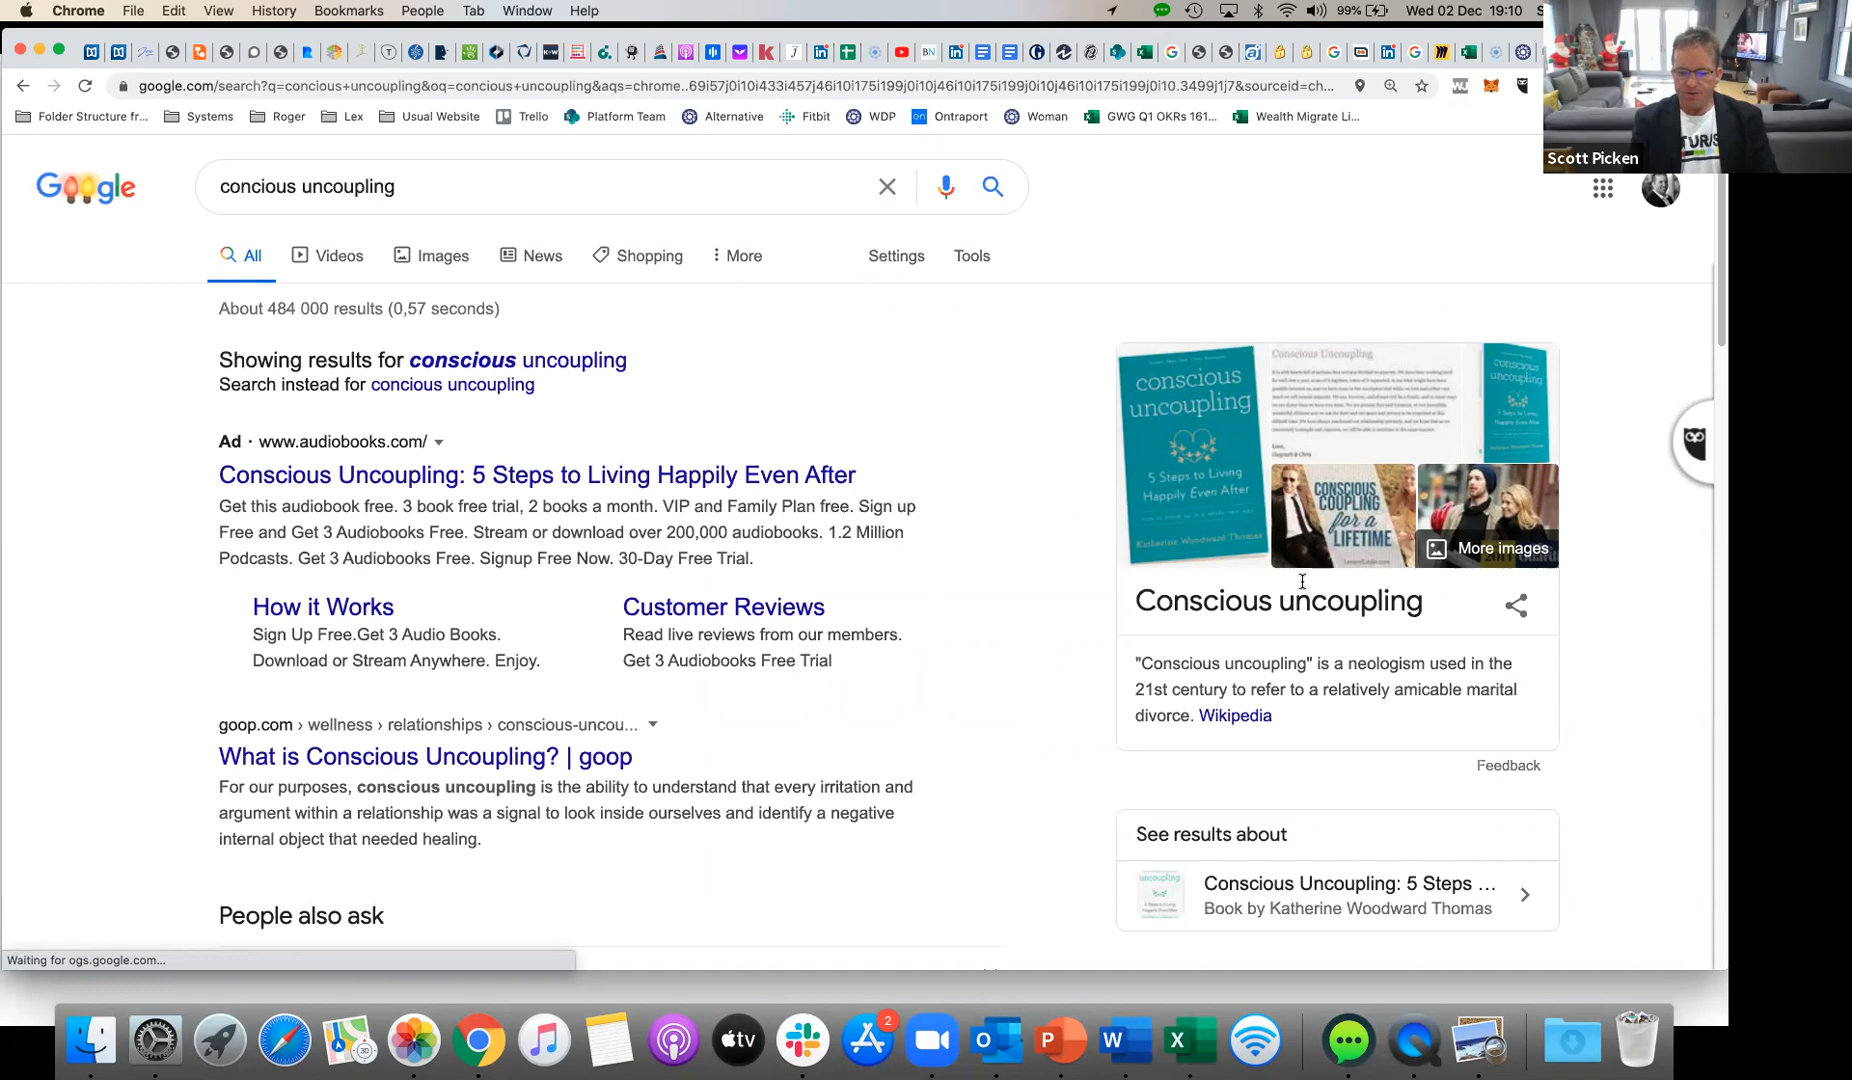 Chrome File Edit View History Bookmarks People Tab Window Help
99% Wed 02 Dec 19:10
google.com/search?q=concious+uncoupling&oq=concious+uncoupling&aqs=chrome..69i57j0i10i433i457j46i10i175i199j0i10j46i10i175i199j0i10j46i10i175i199j0i10.3499j1j7&sourceid=ch...
Folder Structure fr... Systems Roger Lex Usual Website Trello Platform Team Alternative Fitbit WDP Ontraport Woman GWG Q1 OKRs 161... Wealth Migrate Li...
Scott Picken
Google
concious uncoupling
All Videos Images News Shopping More Settings Tools
About 484 000 results (0,57 seconds)
Showing results for conscious uncoupling
Search instead for concious uncoupling
Ad · www.audiobooks.com/
Conscious Uncoupling: 5 Steps to Living Happily Even After
Get this audiobook free. 3 book free trial, 2 books a month. VIP and Family Plan free. Sign up
Free and Get 3 Audiobooks Free. Stream or download over 200,000 audiobooks. 1.2 Million
Podcasts. Get 3 Audiobooks Free. Signup Free Now. 30-Day Free Trial.
How it Works
Sign Up Free.Get 3 Audio Books.
Download or Stream Anywhere. Enjoy.
Customer Reviews
Read live reviews from our members.
Get 3 Audiobooks Free Trial
goop.com › wellness › relationships › conscious-uncou...
What is Conscious Uncoupling? | goop
For our purposes, conscious uncoupling is the ability to understand that every irritation and
argument within a relationship was a signal to look inside ourselves and identify a negative
internal object that needed healing.
People also ask
Waiting for ogs.google.com...
conscious
uncoupling
5 Steps to Living
Happily Even After
Katherine Woodward Thomas
Conscious Uncoupling
conscious
uncoupling
CONSCIOUS
COUPLING
for a
LIFETIME
More images
Conscious uncoupling
"Conscious uncoupling" is a neologism used in the
21st century to refer to a relatively amicable marital
divorce. Wikipedia
Feedback
See results about
Conscious Uncoupling: 5 Steps ...
Book by Katherine Woodward Thomas
2
tv